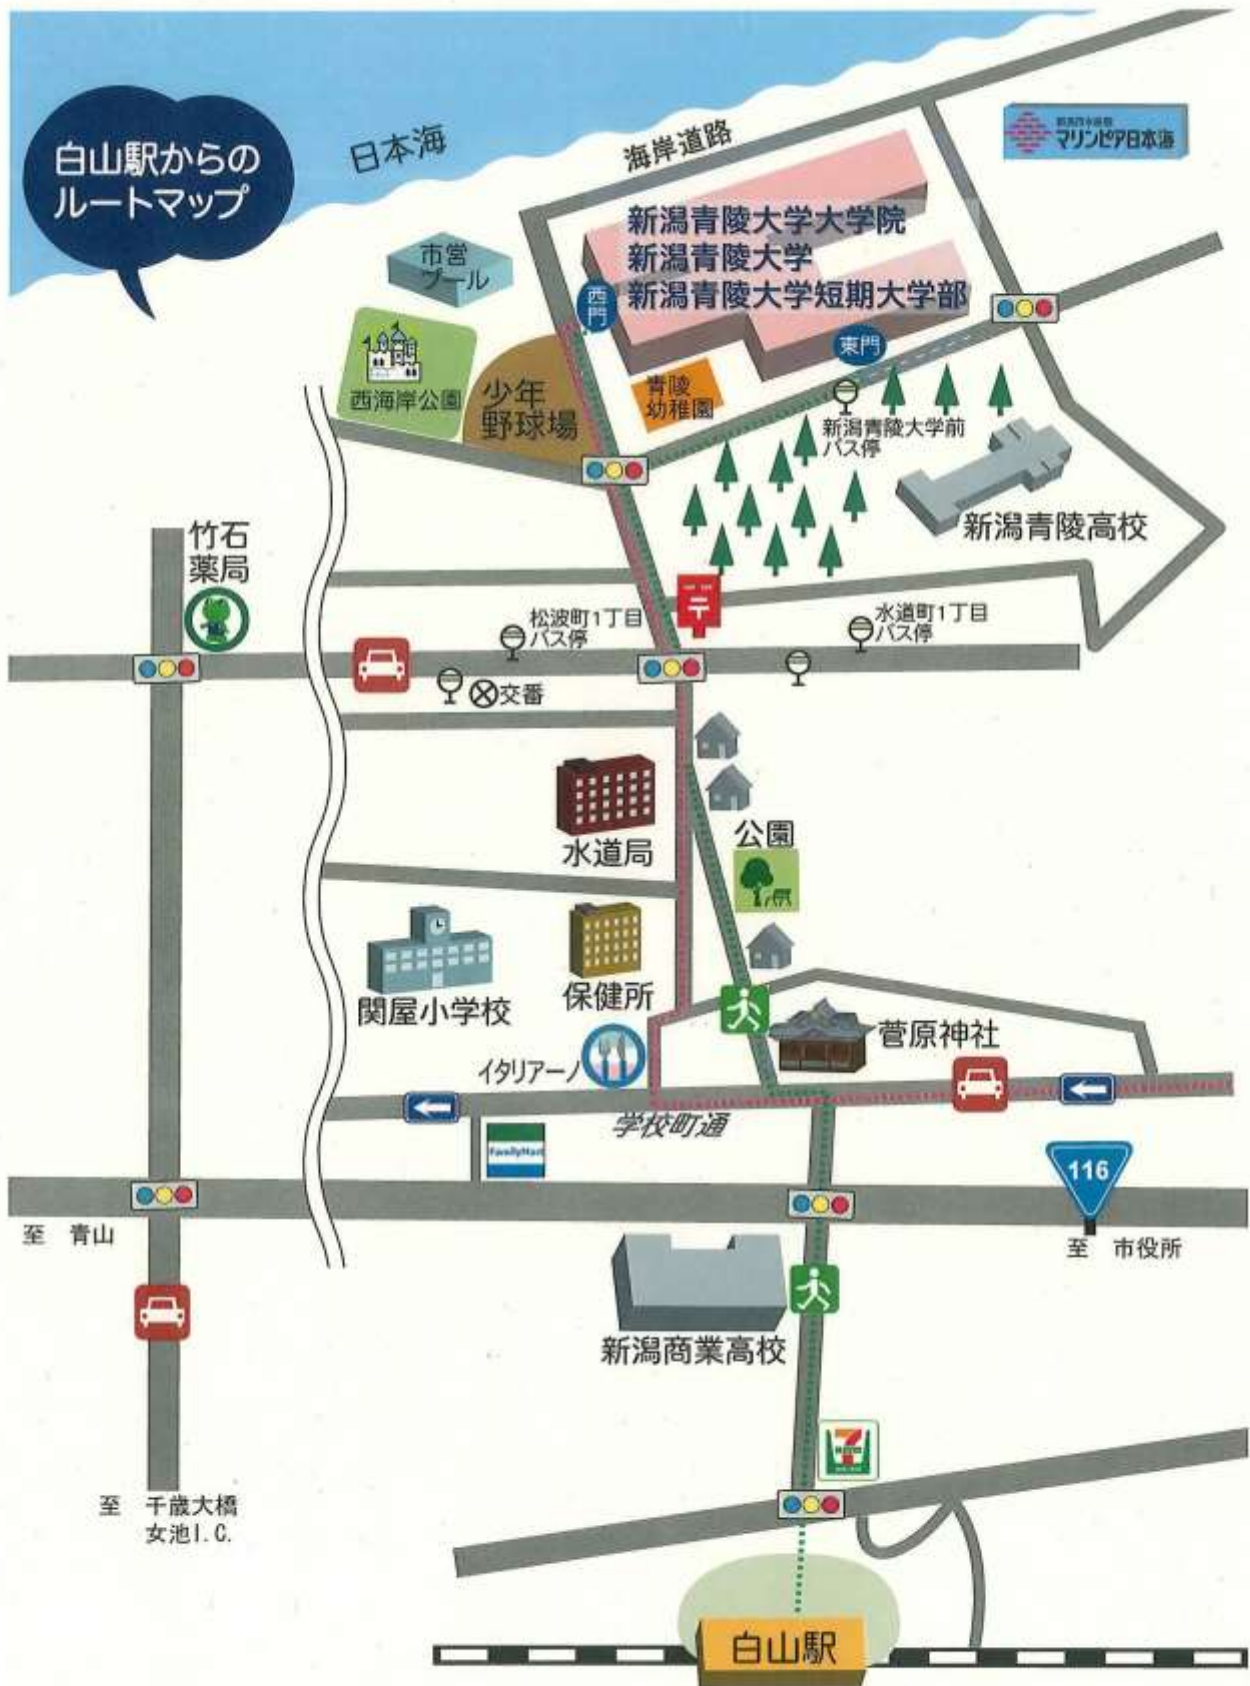 白山駅からの
ルートマップ
日本海
海岸道路
マリンピア日本海
新潟青陵大学大学院
新潟青陵大学
新潟青陵大学短期大学部
市営
プール
西門
東門
西海岸公園
少年
野球場
青陵
幼稚園
新潟青陵大学前
バス停
新潟青陵高校
竹石
薬局
松波町1丁目
バス停
水道町1丁目
バス停
交番
水道局
公園
関屋小学校
保健所
イタリアーノ
菅原神社
学校町通
FamilyMart
116
至 青山
至 市役所
新潟商業高校
7
至 千歳大橋
女池I.C.
白山駅